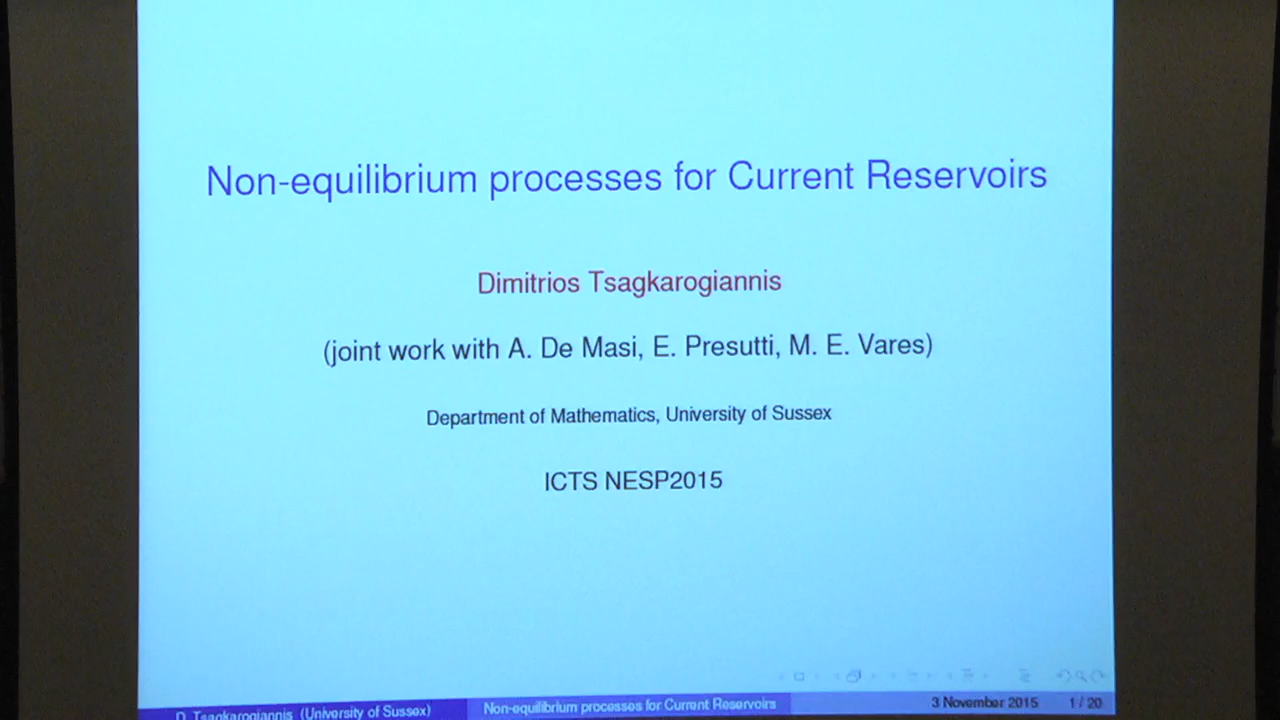 Non-equilibrium processes for Current Reservoirs
Dimitrios Tsagkarogiannis
(joint work with A. De Masi, E. Presutti, M. E. Vares)
Department of Mathematics, University of Sussex
ICTS NESP2015
D. Tsagkarogiannis (University of Sussex) Non-equilibrium processes for Current Reservoirs 3 November 2015 1 / 20